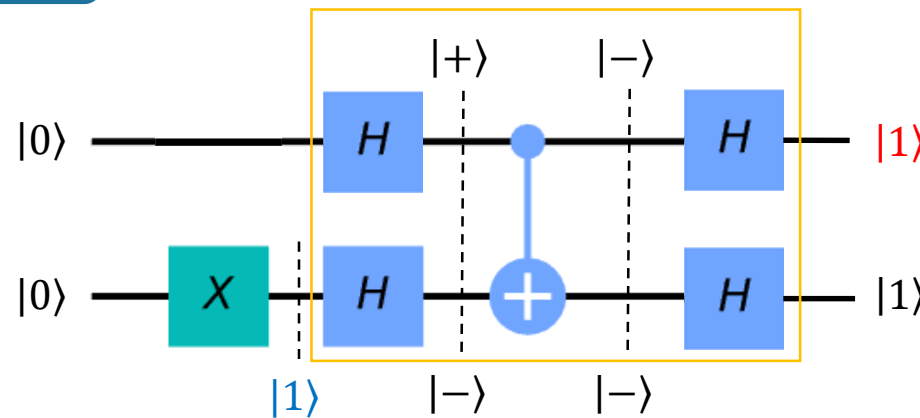 |+⟩ |−⟩
|0⟩ H H |1⟩
|0⟩ X H + H |1⟩
|1⟩ |−⟩ |−⟩